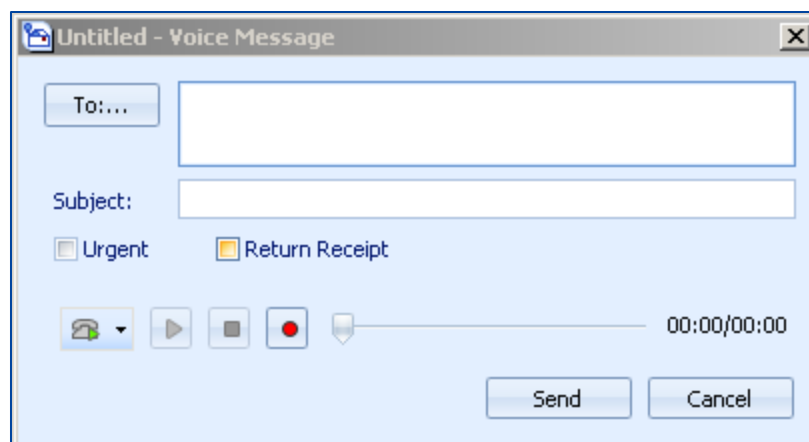 Untitled - Voice Message
To:...
Subject:
Urgent Return Receipt
00:00/00:00
Send Cancel